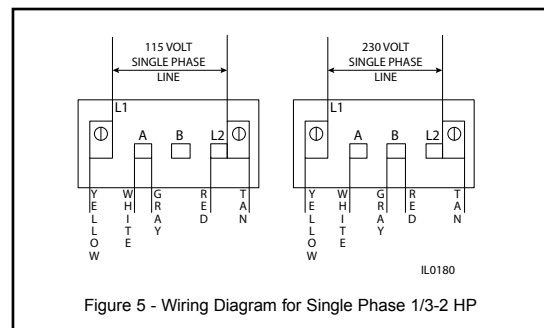 115 VOLT
SINGLE PHASE
LINE
L1
A B L2
YELLOW
WHITE
GRAY
RED
TAN
230 VOLT
SINGLE PHASE
LINE
L1
A B L2
YELLOW
WHITE
GRAY
RED
TAN
IL0180
Figure 5 - Wiring Diagram for Single Phase 1/3-2 HP